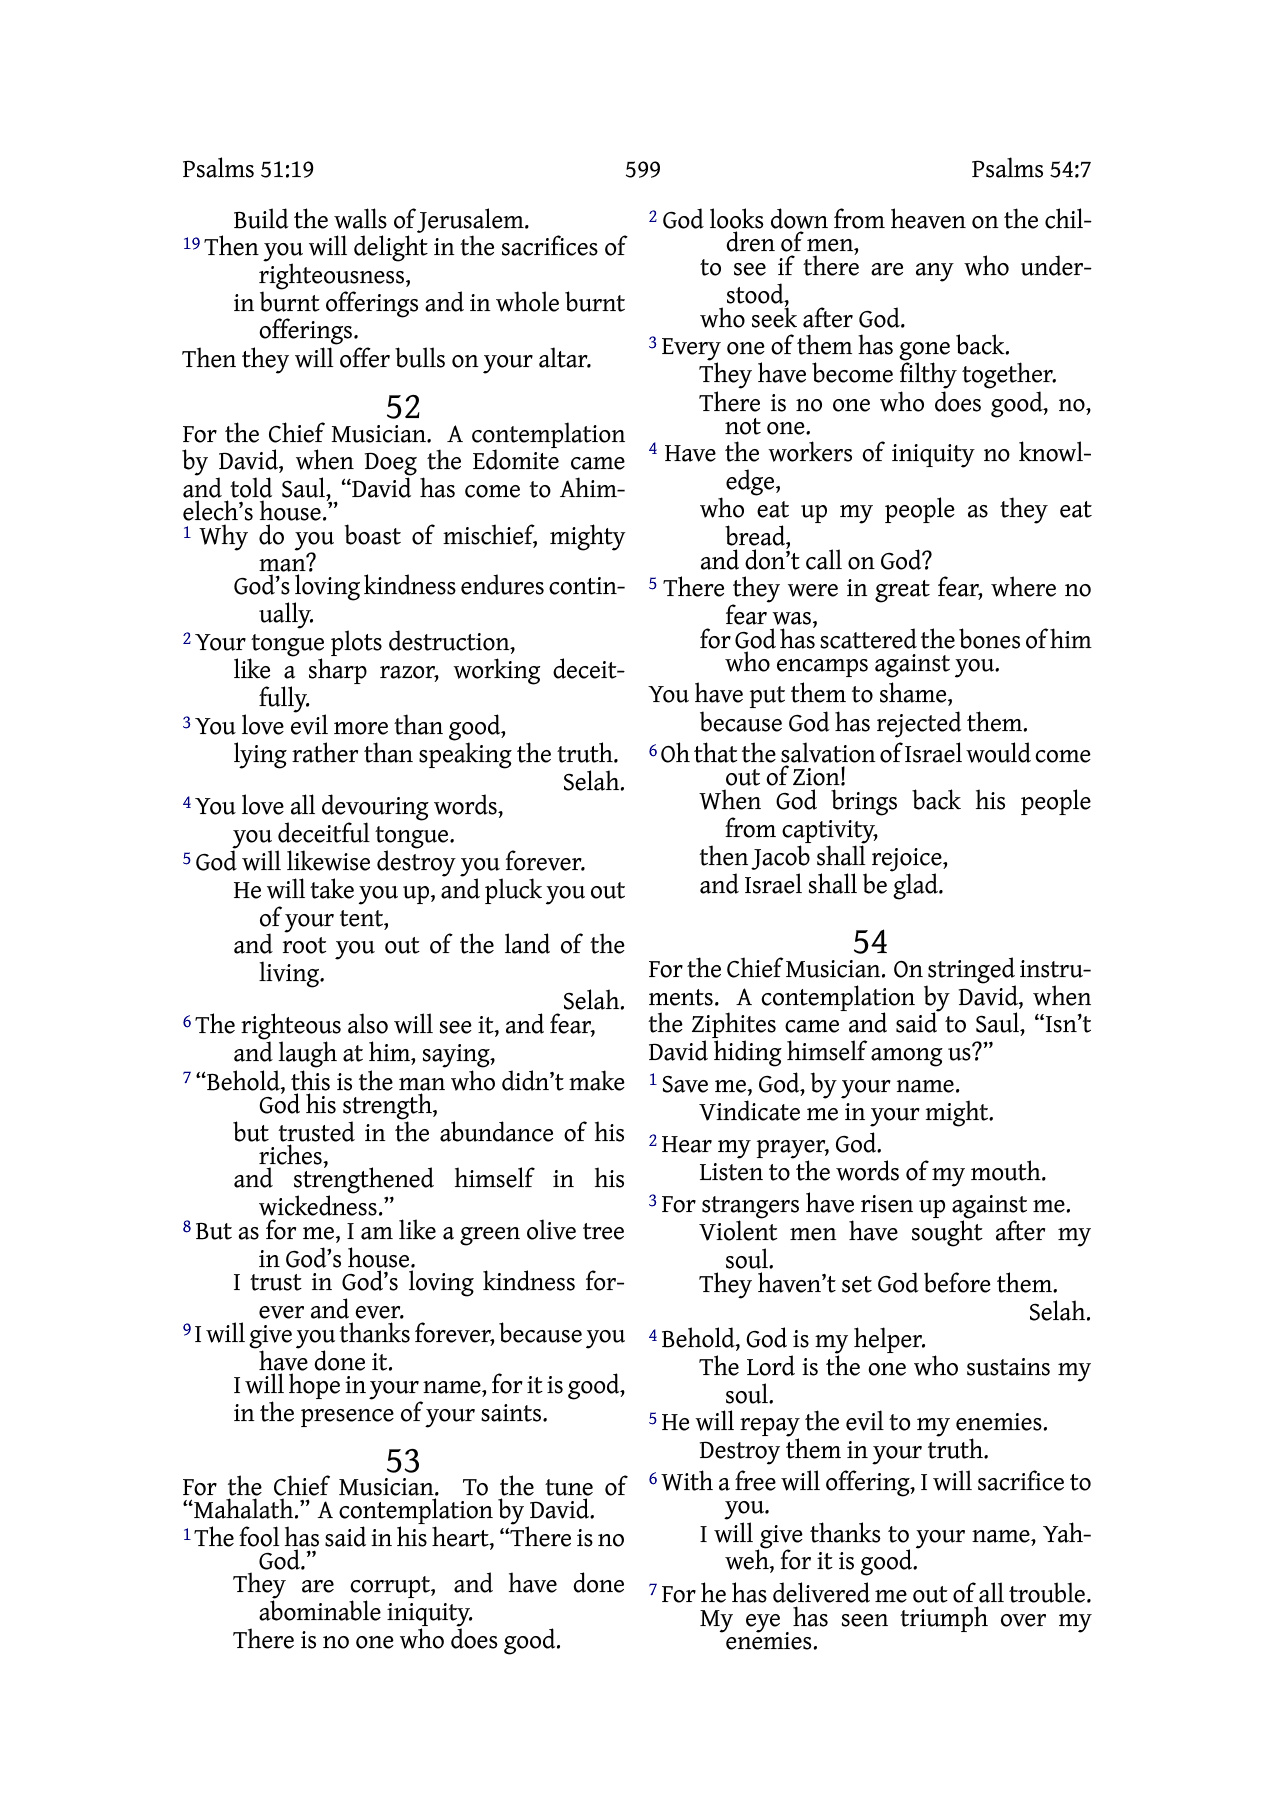 Psalms 51:19 599 Psalms 54:7
Build the walls of Jerusalem.
19 Then you will delight in the sacrifices of
righteousness,
in burnt offerings and in whole burnt
offerings.
Then they will offer bulls on your altar.
52
For the Chief Musician. A contemplation
by David, when Doeg the Edomite came
and told Saul, “David has come to Ahim-
elech’s house.”
1 Why do you boast of mischief, mighty
man?
God’s loving kindness endures contin-
ually.
2 Your tongue plots destruction,
like a sharp razor, working deceit-
fully.
3 You love evil more than good,
lying rather than speaking the truth.
Selah.
4 You love all devouring words,
you deceitful tongue.
5 God will likewise destroy you forever.
He will take you up, and pluck you out
of your tent,
and root you out of the land of the
living.
Selah.
6 The righteous also will see it, and fear,
and laugh at him, saying,
7 “Behold, this is the man who didn’t make
God his strength,
but trusted in the abundance of his
riches,
and strengthened himself in his
wickedness.”
8 But as for me, I am like a green olive tree
in God’s house.
I trust in God’s loving kindness for-
ever and ever.
9 I will give you thanks forever, because you
have done it.
I will hope in your name, for it is good,
in the presence of your saints.
53
For the Chief Musician. To the tune of
“Mahalath.” A contemplation by David.
1 The fool has said in his heart, “There is no
God.”
They are corrupt, and have done
abominable iniquity.
There is no one who does good.
2 God looks down from heaven on the chil-
dren of men,
to see if there are any who under-
stood,
who seek after God.
3 Every one of them has gone back.
They have become filthy together.
There is no one who does good, no,
not one.
4 Have the workers of iniquity no knowl-
edge,
who eat up my people as they eat
bread,
and don’t call on God?
5 There they were in great fear, where no
fear was,
for God has scattered the bones of him
who encamps against you.
You have put them to shame,
because God has rejected them.
6 Oh that the salvation of Israel would come
out of Zion!
When God brings back his people
from captivity,
then Jacob shall rejoice,
and Israel shall be glad.
54
For the Chief Musician. On stringed instru-
ments. A contemplation by David, when
the Ziphites came and said to Saul, “Isn’t
David hiding himself among us?”
1 Save me, God, by your name.
Vindicate me in your might.
2 Hear my prayer, God.
Listen to the words of my mouth.
3 For strangers have risen up against me.
Violent men have sought after my
soul.
They haven’t set God before them.
Selah.
4 Behold, God is my helper.
The Lord is the one who sustains my
soul.
5 He will repay the evil to my enemies.
Destroy them in your truth.
6 With a free will offering, I will sacrifice to
you.
I will give thanks to your name, Yah-
weh, for it is good.
7 For he has delivered me out of all trouble.
My eye has seen triumph over my
enemies.